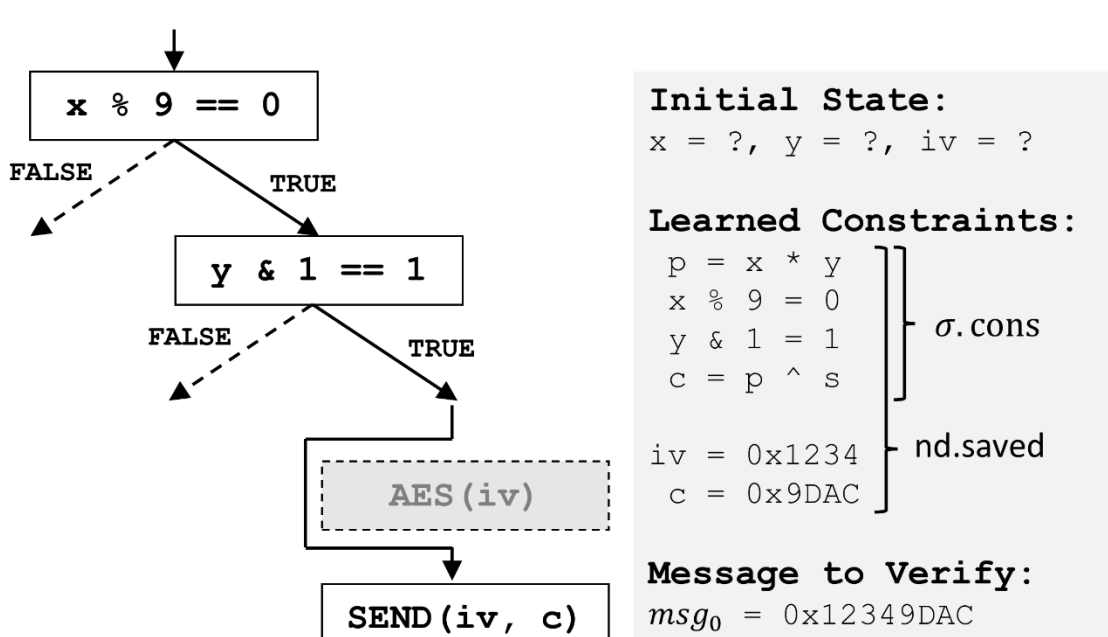 x % 9 == 0
FALSE
TRUE
y & 1 == 1
FALSE
TRUE
AES(iv)
SEND(iv, c)
Initial State:
x = ?, y = ?, iv = ?
Learned Constraints:
p = x * y
x % 9 = 0
y & 1 = 1
c = p ^ s
σ.cons
iv = 0x1234
c = 0x9DAC
nd.saved
Message to Verify:
msg₀ = 0x12349DAC